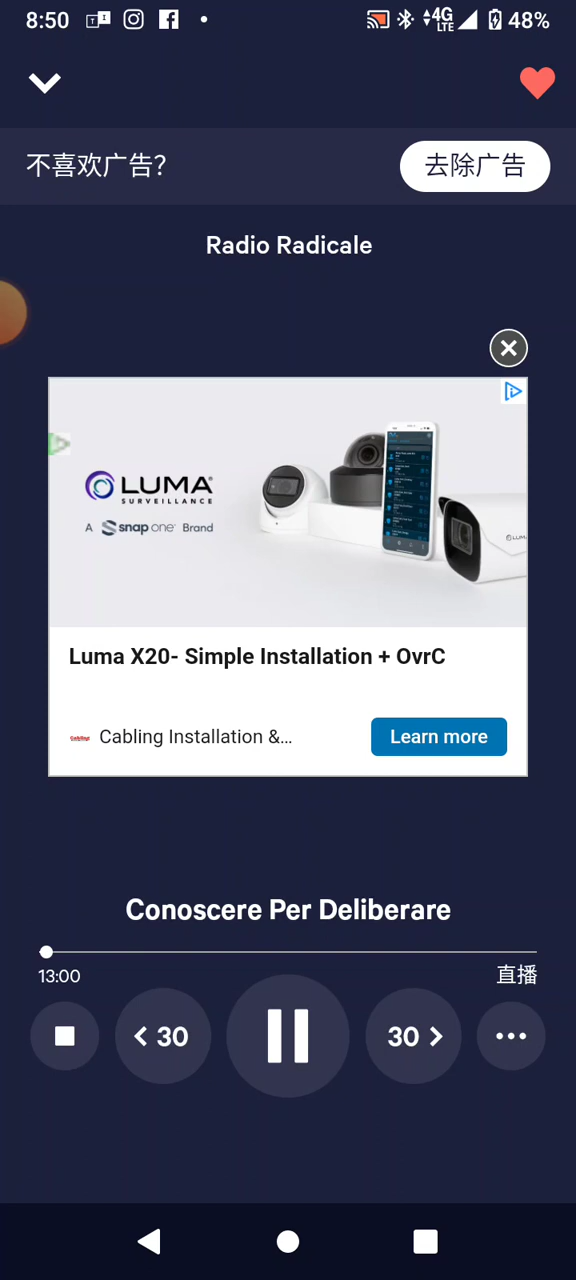 8:50
4G
LTE
48%
不喜欢广告?
去除广告
Radio Radicale
LUMA
SURVEILLANCE
A snap one Brand
Luma X20- Simple Installation + OvrC
Cabling Installation &...
Learn more
Conoscere Per Deliberare
13:00
直播
30
30